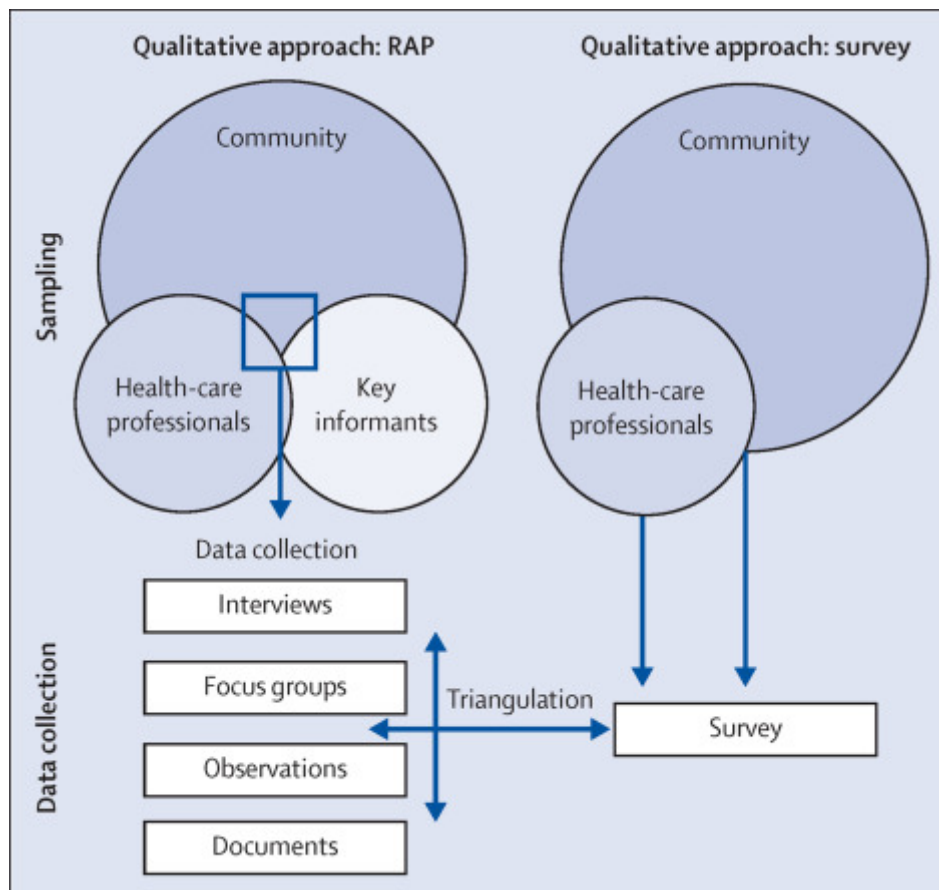 Qualitative approach: RAP
Qualitative approach: survey
Sampling
Community
Community
Health-care
professionals
Key
informants
Health-care
professionals
Data collection
Data collection
Interviews
Focus groups
Observations
Documents
Triangulation
Survey